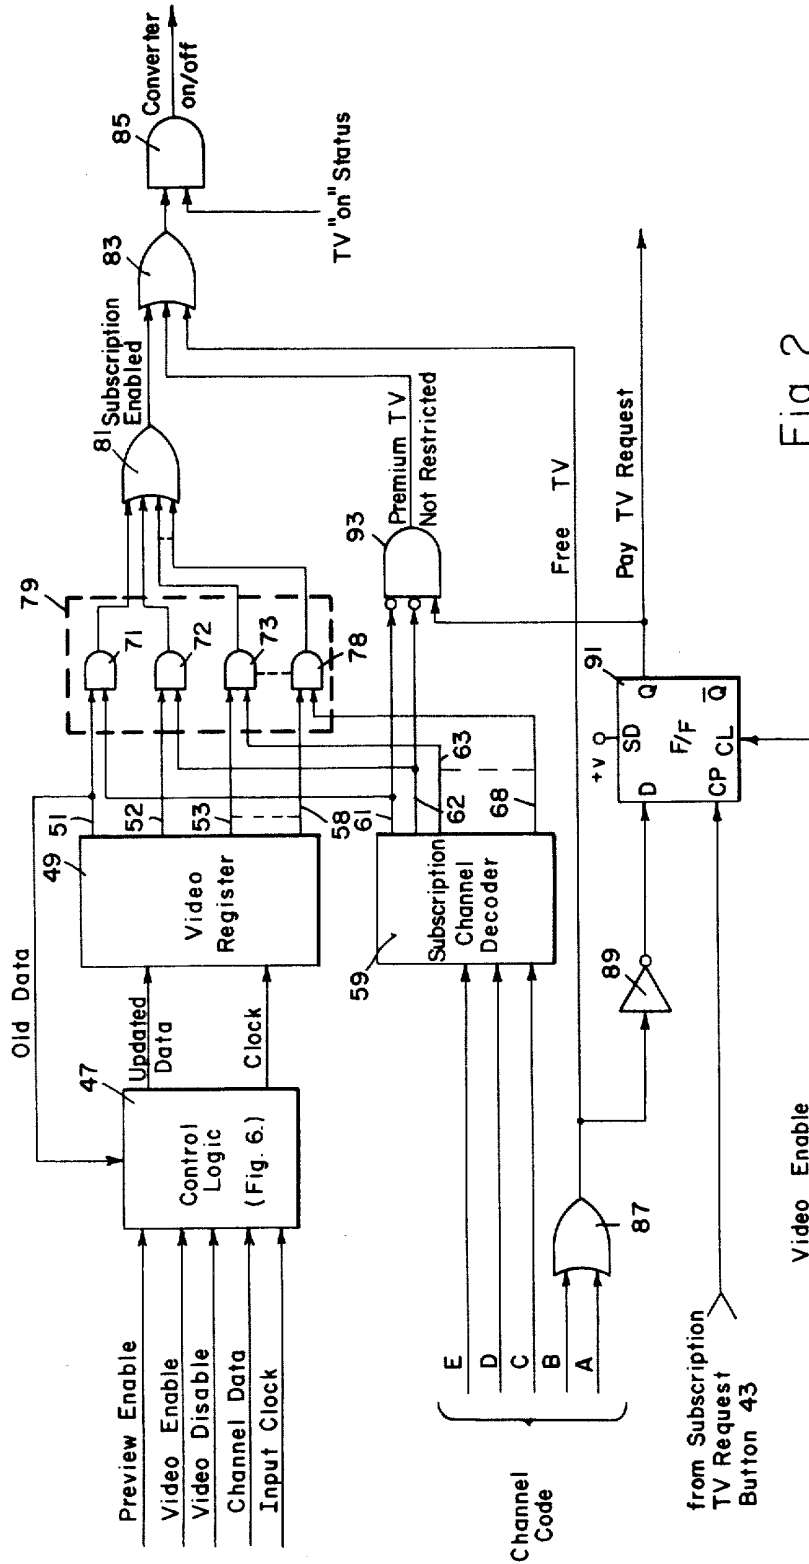 Preview Enable
Video Enable
Video Disable
Channel Data
Input Clock
47
Control
Logic
(Fig. 6.)
Old Data
Updated
Data
Clock
49
Video
Register
51
52
53
58
79
71
72
73
78
81
Subscription
Enabled
83
85
Converter
on/off
TV "on" Status
Channel
Code
E
D
C
B
A
59
Subscription
Channel
Decoder
61
62
63
68
93
Premium TV
Not Restricted
87
Free TV
89
91
+V
SD
D
Q
F/F
CP
CL
Q̅
Pay TV Request
from Subscription
TV Request
Button 43
Video Enable
Fig. 2